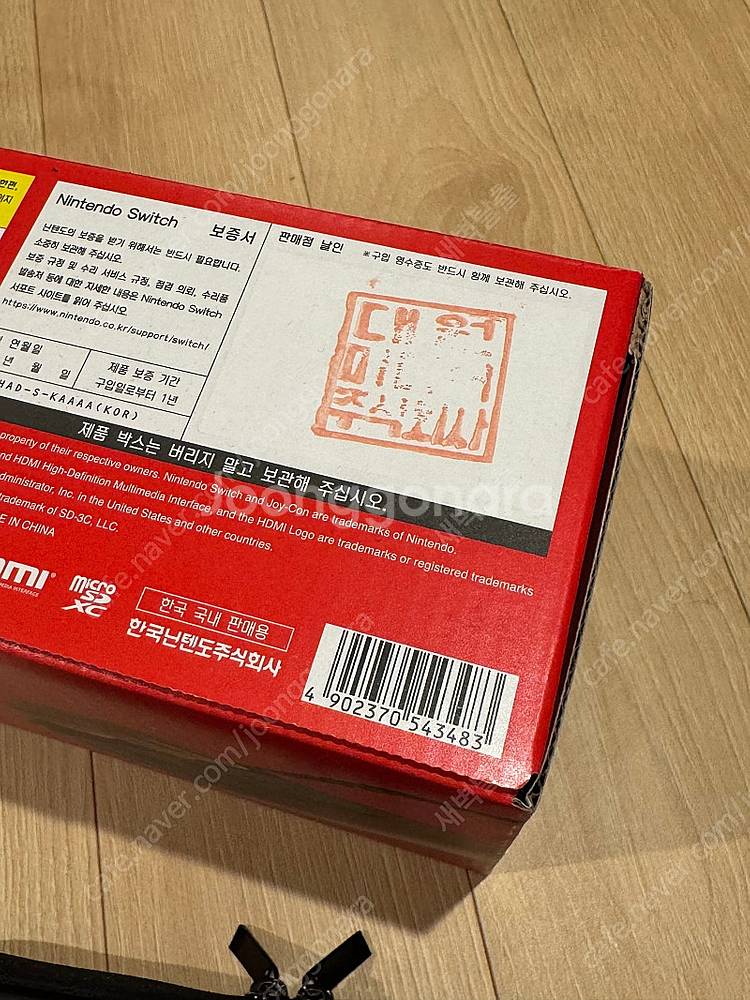 한편,
Nintendo Switch 보증서
닌텐도의 보증을 받기 위해서는 반드시 필요합니다.
소중히 보관해 주십시오.
보증 규정 및 수리 서비스 규정, 점검 의뢰, 수리품
발송처 등에 대한 자세한 내용은 Nintendo Switch
서포트 사이트를 읽어 주십시오.
https://www.nintendo.co.kr/support/switch/
연월일
년 월 일
제품 보증 기간
구입일로부터 1년
HAD-S-KAAAA(KOR)
판매점 날인
※구입 영수증도 반드시 함께 보관해 주십시오.
제품 박스는 버리지 말고 보관해 주십시오.
property of their respective owners. Nintendo Switch and Joy-Con are trademarks of Nintendo.
and HDMI High-Definition Multimedia Interface, and the HDMI Logo are trademarks or registered trademarks
administrator, Inc. in the United States and other countries.
trademark of SD-3C, LLC.
E IN CHINA
micro
SD
XC
한국 국내 판매용
한국닌텐도주식회사
4 902370 543483
Joonggonara
cafe.naver.com/joonggonara